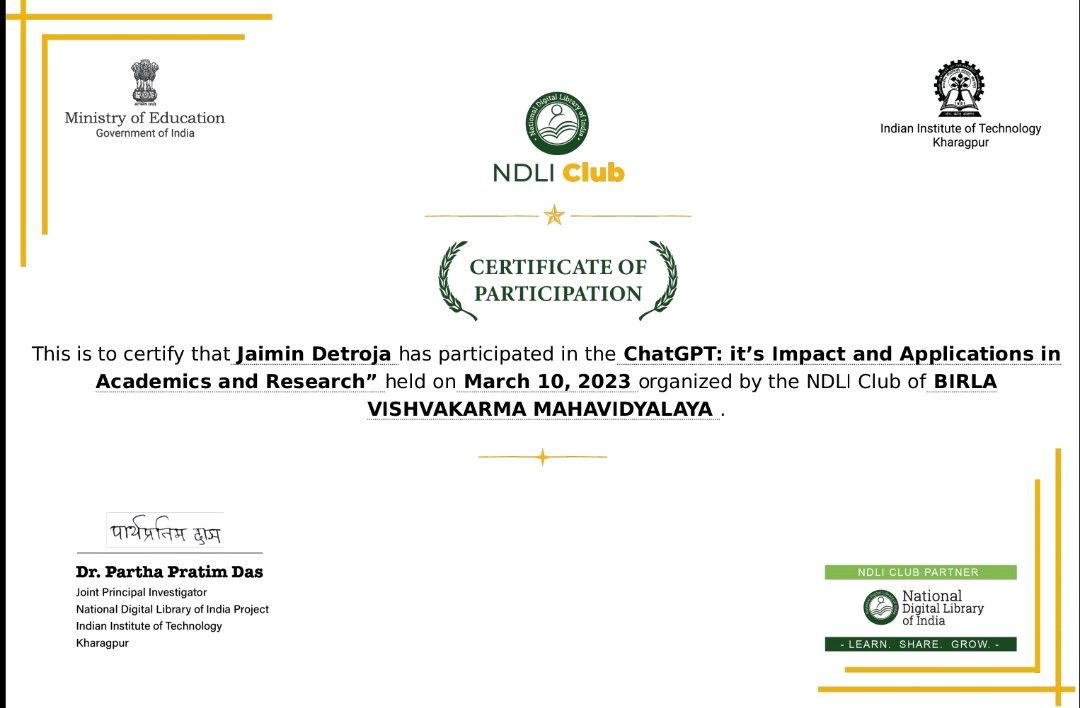 Ministry of Education
Government of India
National Digital Library of India
NDLI Club
Indian Institute of Technology
Kharagpur
CERTIFICATE OF
PARTICIPATION
This is to certify that Jaimin Detroja has participated in the ChatGPT: it’s Impact and Applications in
Academics and Research” held on March 10, 2023 organized by the NDLI Club of BIRLA
VISHVAKARMA MAHAVIDYALAYA .
पार्थप्रतिम दास
Dr. Partha Pratim Das
Joint Principal Investigator
National Digital Library of India Project
Indian Institute of Technology
Kharagpur
NDLI CLUB PARTNER
National
Digital Library
of India
- LEARN. SHARE. GROW. -